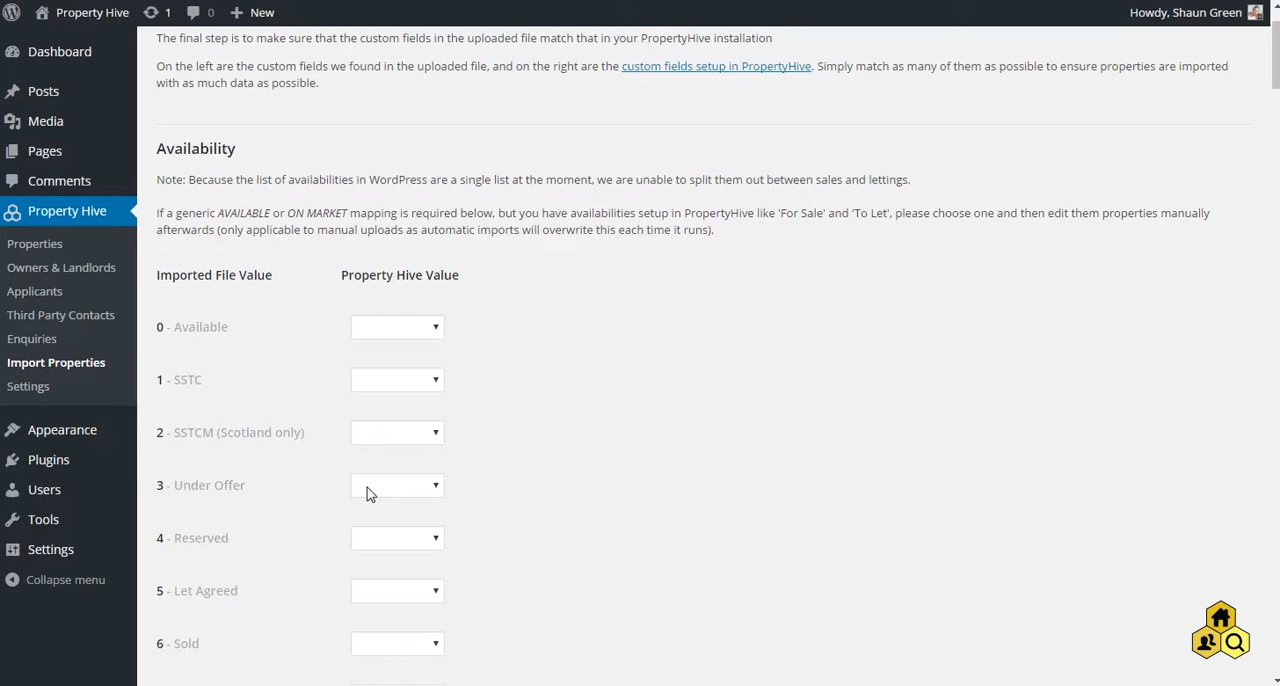 Property Hive 1 0 New Howdy, Shaun Green
Dashboard
Posts
Media
Pages
Comments
Property Hive
Properties
Owners & Landlords
Applicants
Third Party Contacts
Enquiries
Import Properties
Settings
Appearance
Plugins
Users
Tools
Settings
Collapse menu
The final step is to make sure that the custom fields in the uploaded file match that in your PropertyHive installation
On the left are the custom fields we found in the uploaded file, and on the right are the custom fields setup in PropertyHive. Simply match as many of them as possible to ensure properties are imported
with as much data as possible.
Availability
Note: Because the list of availabilities in WordPress are a single list at the moment, we are unable to split them out between sales and lettings.
If a generic AVAILABLE or ON MARKET mapping is required below, but you have availabilities setup in PropertyHive like 'For Sale' and 'To Let', please choose one and then edit them properties manually
afterwards (only applicable to manual uploads as automatic imports will overwrite this each time it runs).
Imported File Value Property Hive Value
0 - Available
1 - SSTC
2 - SSTCM (Scotland only)
3 - Under Offer
4 - Reserved
5 - Let Agreed
6 - Sold